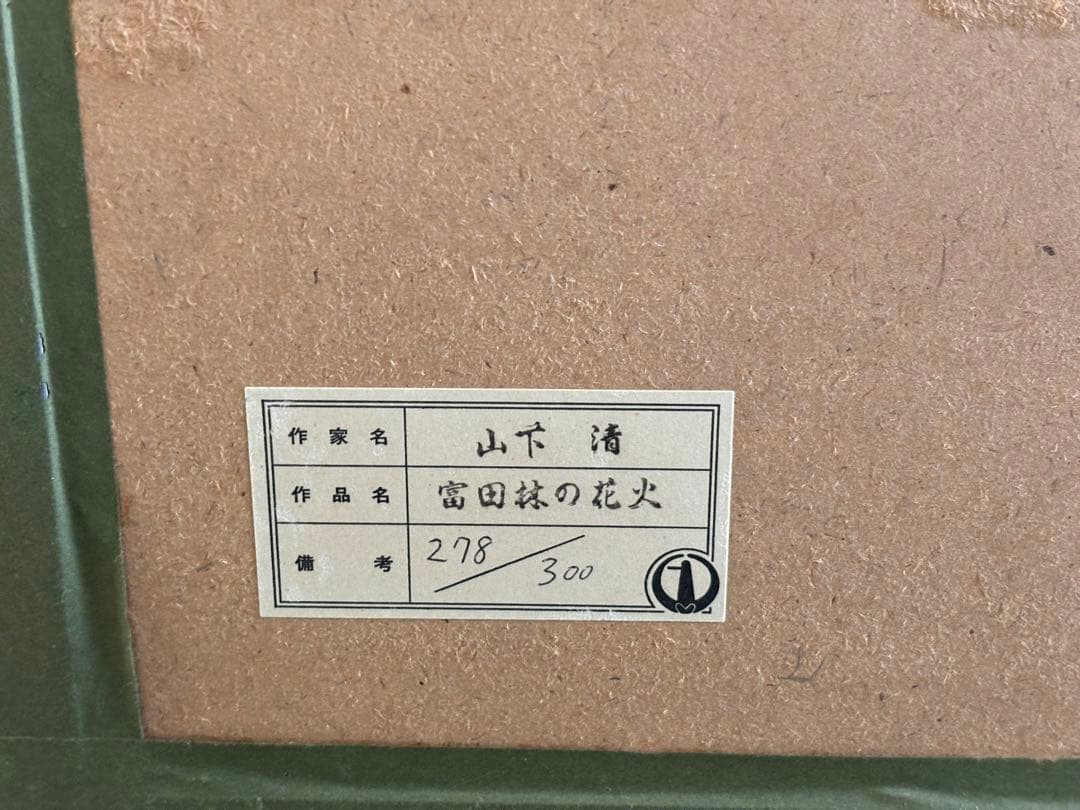 作家名 山下 清
作品名 富田林の花火
備考 278/300